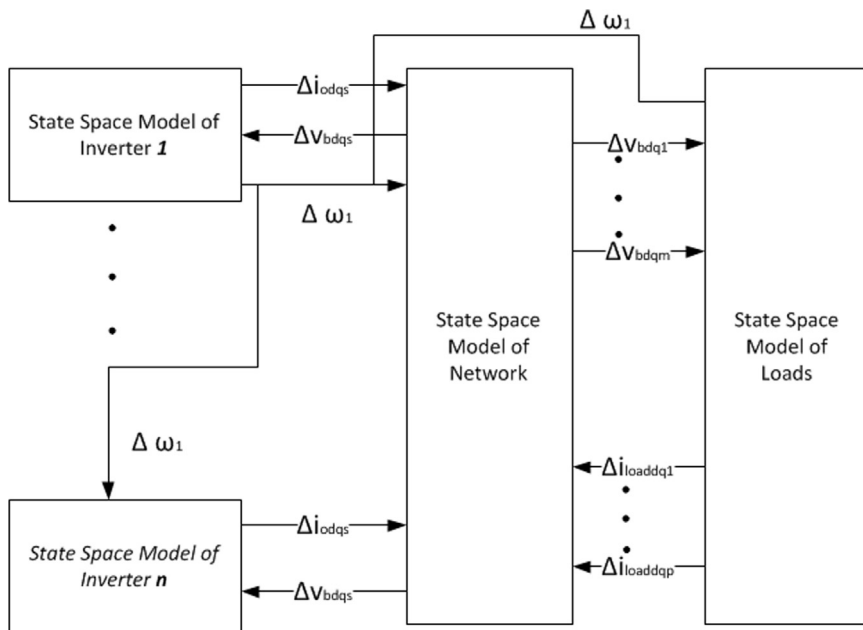 Δ ω1
Δiodqs
State Space Model of
Inverter 1
Δvbdqs
Δvbdq1
Δ ω1
Δvbdqm
State Space
Model of
Network
State Space
Model of
Loads
Δ ω1
Δiloaddq1
Δiodqs
State Space Model of
Inverter n
Δiloaddqp
Δvbdqs